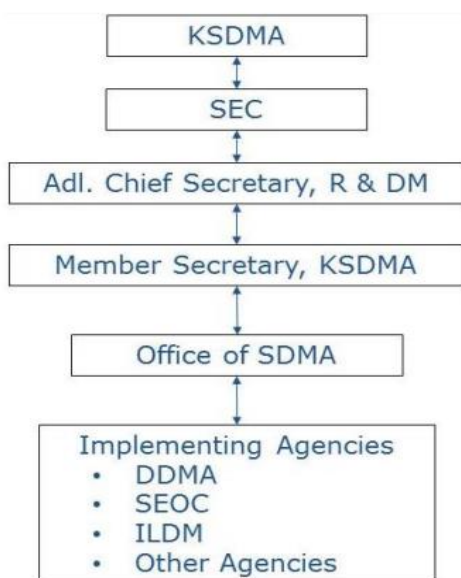 KSDMA
SEC
Adl. Chief Secretary, R & DM
Member Secretary, KSDMA
Office of SDMA
Implementing Agencies
• DDMA
• SEOC
• ILDM
• Other Agencies